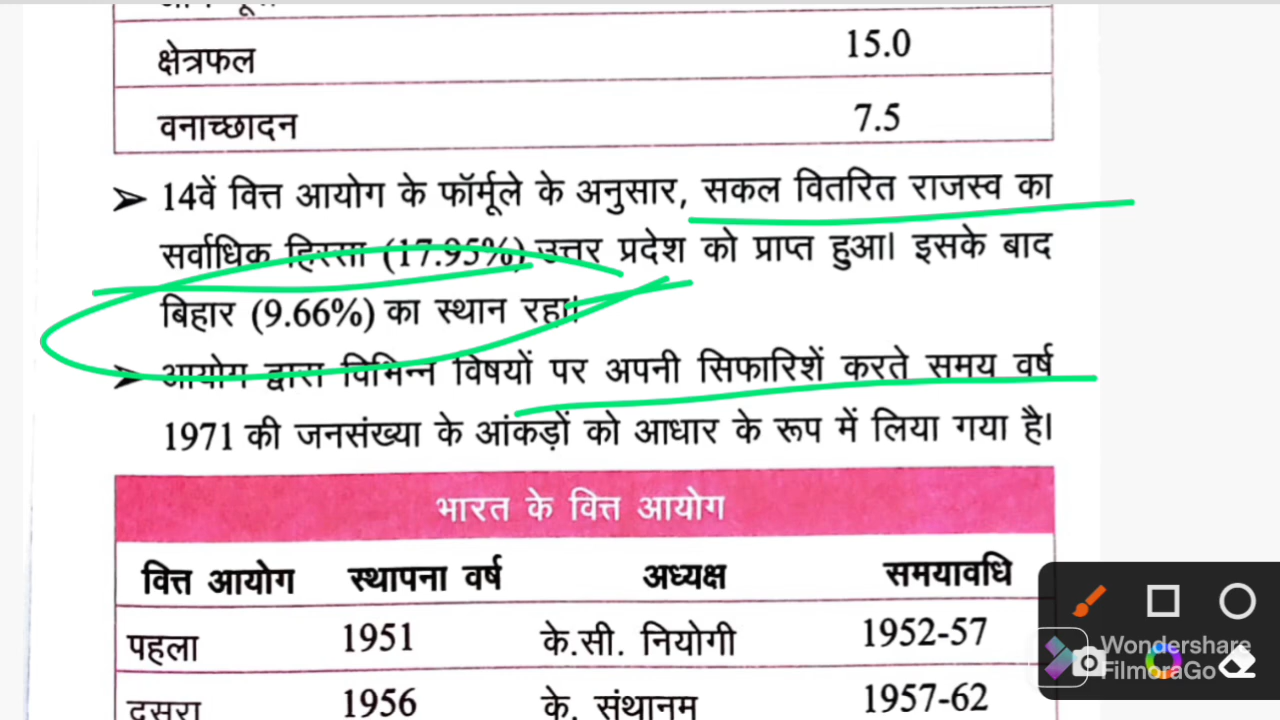 क्षेत्रफल 15.0
वनाच्छादन 7.5
➢ 14वें वित्त आयोग के फॉर्मूले के अनुसार, सकल वितरित राजस्व का
सर्वाधिक हिस्सा (17.95%) उत्तर प्रदेश को प्राप्त हुआ। इसके बाद
बिहार (9.66%) का स्थान रहा।
➢ आयोग द्वारा विभिन्न विषयों पर अपनी सिफारिशें करते समय वर्ष
1971 की जनसंख्या के आंकड़ों को आधार के रूप में लिया गया है।
भारत के वित्त आयोग
वित्त आयोग स्थापना वर्ष अध्यक्ष समयावधि
पहला 1951 के.सी. नियोगी 1952-57
दूसरा 1956 के. संथानम 1957-62
Wondershare
FilmoraGo